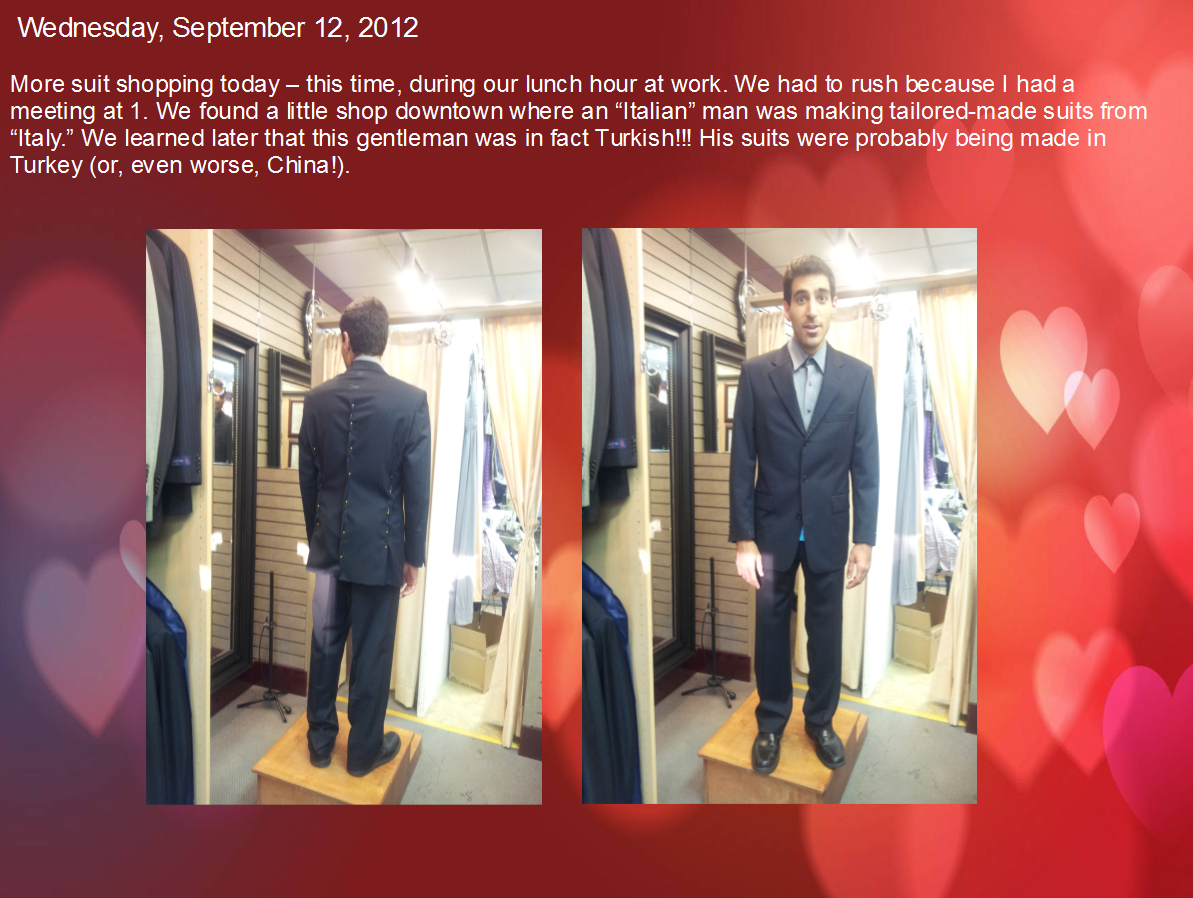 Wednesday, September 12, 2012
More suit shopping today – this time, during our lunch hour at work. We had to rush because I had a
meeting at 1. We found a little shop downtown where an “Italian” man was making tailored-made suits from
“Italy.” We learned later that this gentleman was in fact Turkish!!! His suits were probably being made in
Turkey (or, even worse, China!).